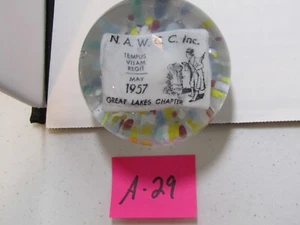 N. A. W. & C. Inc.
TEMPUS
VITAM
REGIT
MAY
1957
GREAT LAKES CHAPTER
A-29